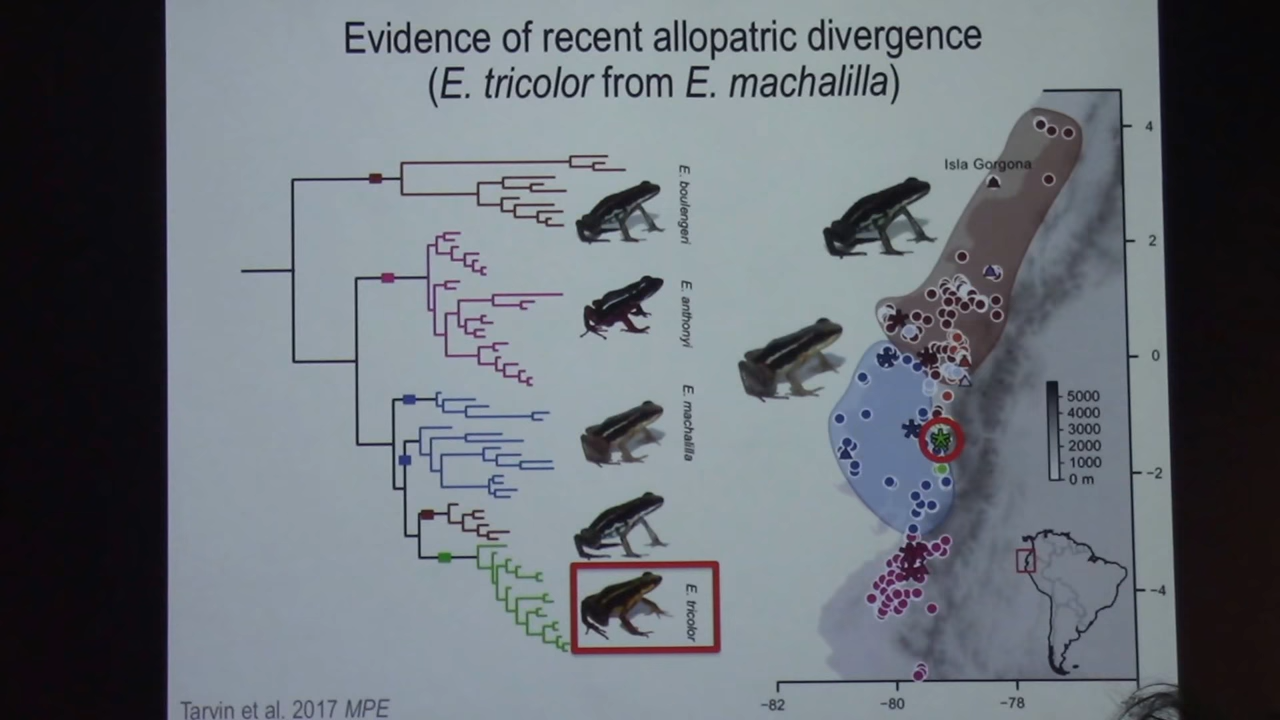 Evidence of recent allopatric divergence
(E. tricolor from E. machalilla)
E. boulengeri
E. anthonyi
E. machalilla
E. tricolor
Isla Gorgona
4
2
0
−2
−4
5000
4000
3000
2000
1000
0 m
−82
−80
−78
Tarvin et al. 2017 MPE